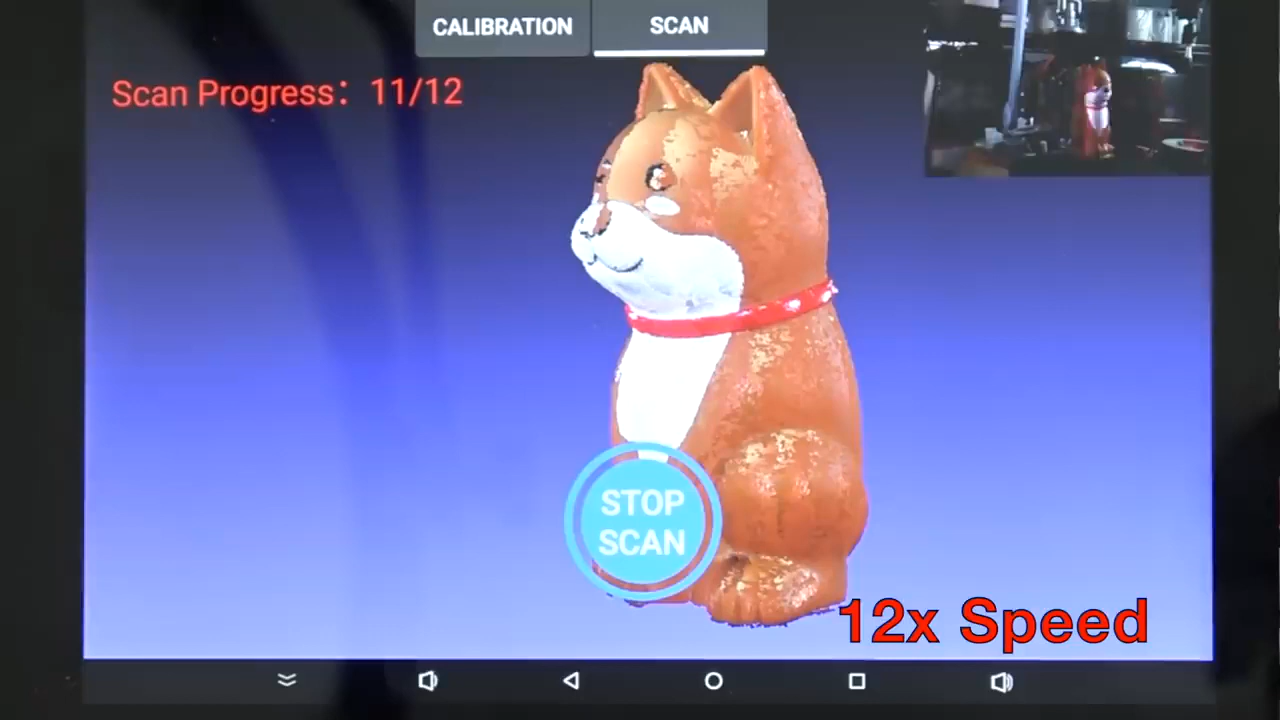 CALIBRATION
SCAN
Scan Progress: 11/12
STOP
SCAN
12x Speed